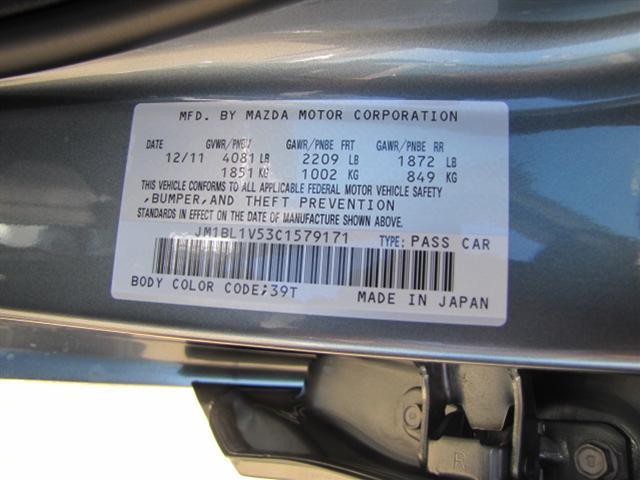 MFD. BY MAZDA MOTOR CORPORATION
DATE GVWR/PNBV GAWR/PNBE FRT GAWR/PNBE RR
12/11 4081 LB 2209 LB 1872 LB
1851 KG 1002 KG 849 KG
THIS VEHICLE CONFORMS TO ALL APPLICABLE FEDERAL MOTOR VEHICLE SAFETY
,BUMPER,AND THEFT PREVENTION
STANDARDS IN EFFECT ON THE DATE OF MANUFACTURE SHOWN ABOVE.
JM1BL1V53C1579171 TYPE: PASS CAR
BODY COLOR CODE;39T MADE IN JAPAN
R